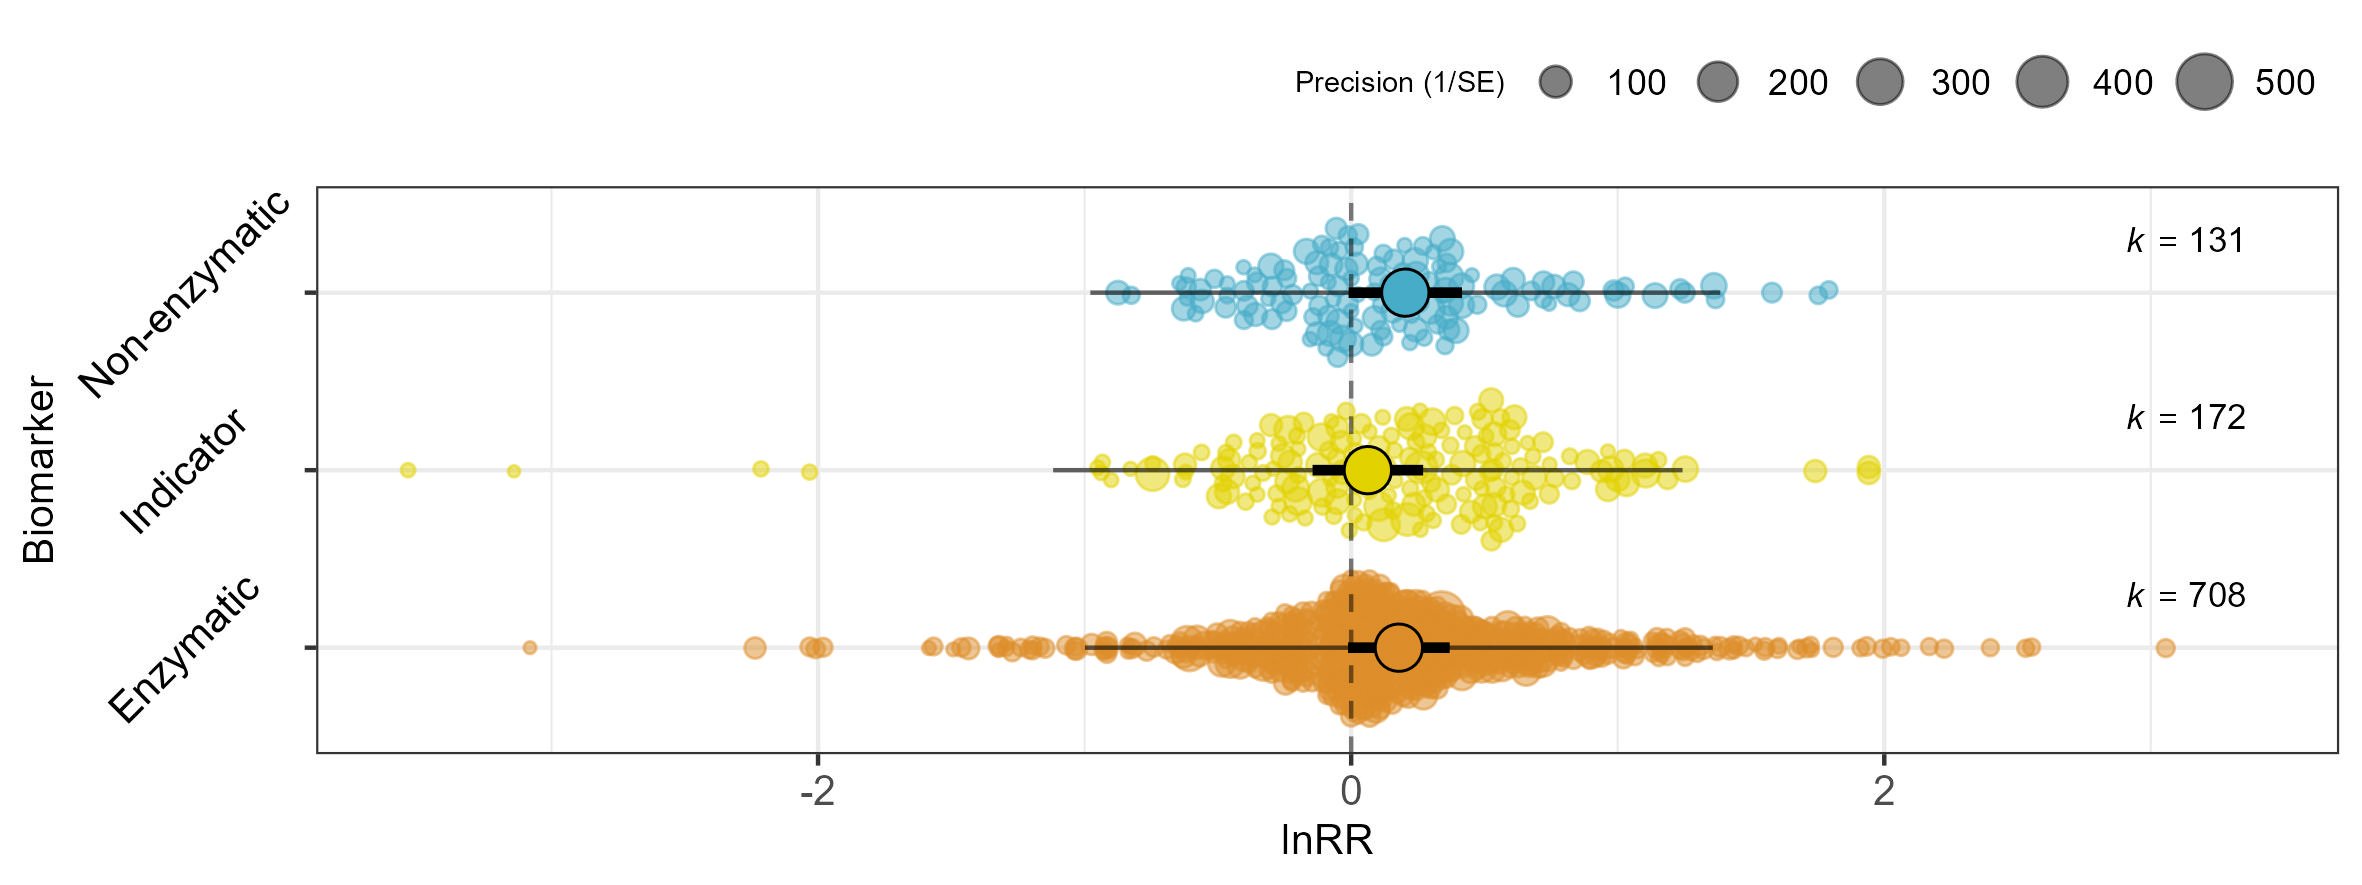 Precision (1/SE) 100 200 300 400 500
Biomarker
Non-enzymatic
k = 131
Indicator
k = 172
Enzymatic
k = 708
-2 0 2
lnRR